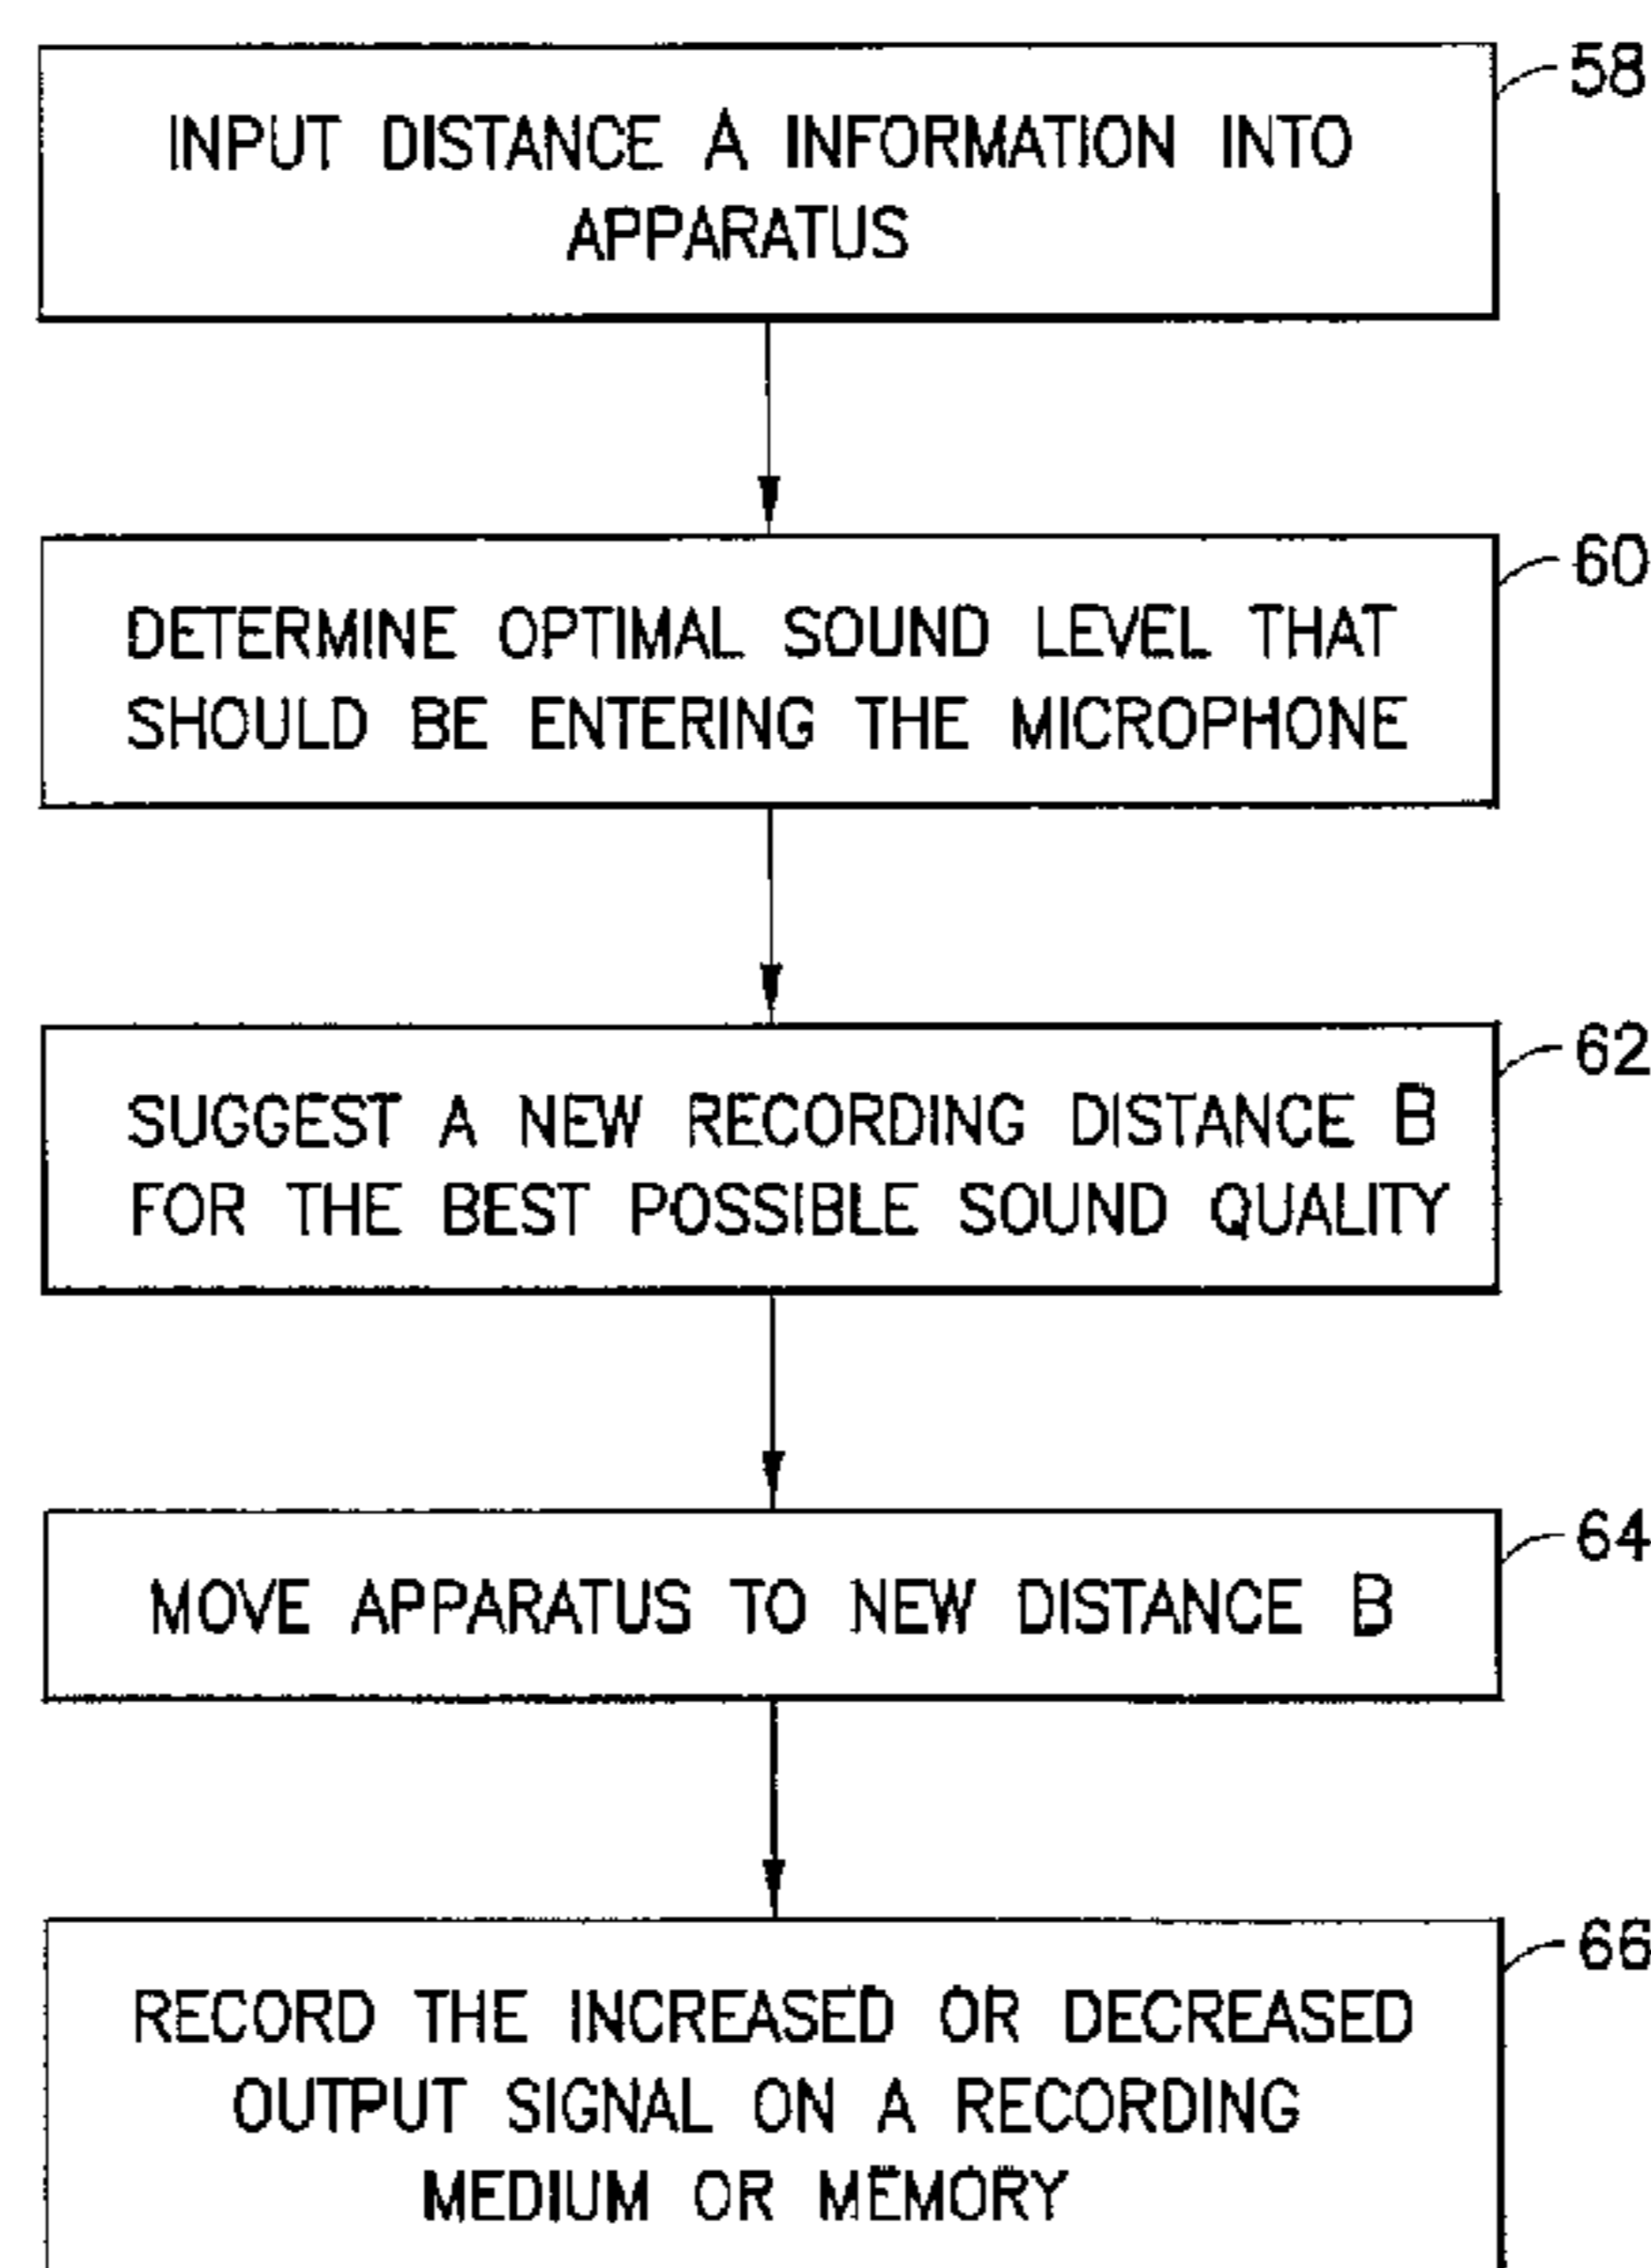 58
INPUT DISTANCE A INFORMATION INTO
APPARATUS
60
DETERMINE OPTIMAL SOUND LEVEL THAT
SHOULD BE ENTERING THE MICROPHONE
62
SUGGEST A NEW RECORDING DISTANCE B
FOR THE BEST POSSIBLE SOUND QUALITY
64
MOVE APPARATUS TO NEW DISTANCE B
66
RECORD THE INCREASED OR DECREASED
OUTPUT SIGNAL ON A RECORDING
MEDIUM OR MEMORY